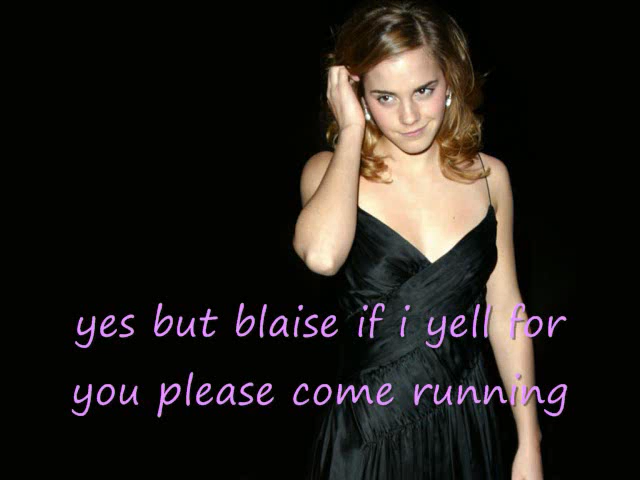 yes but blaise if i yell for
you please come running